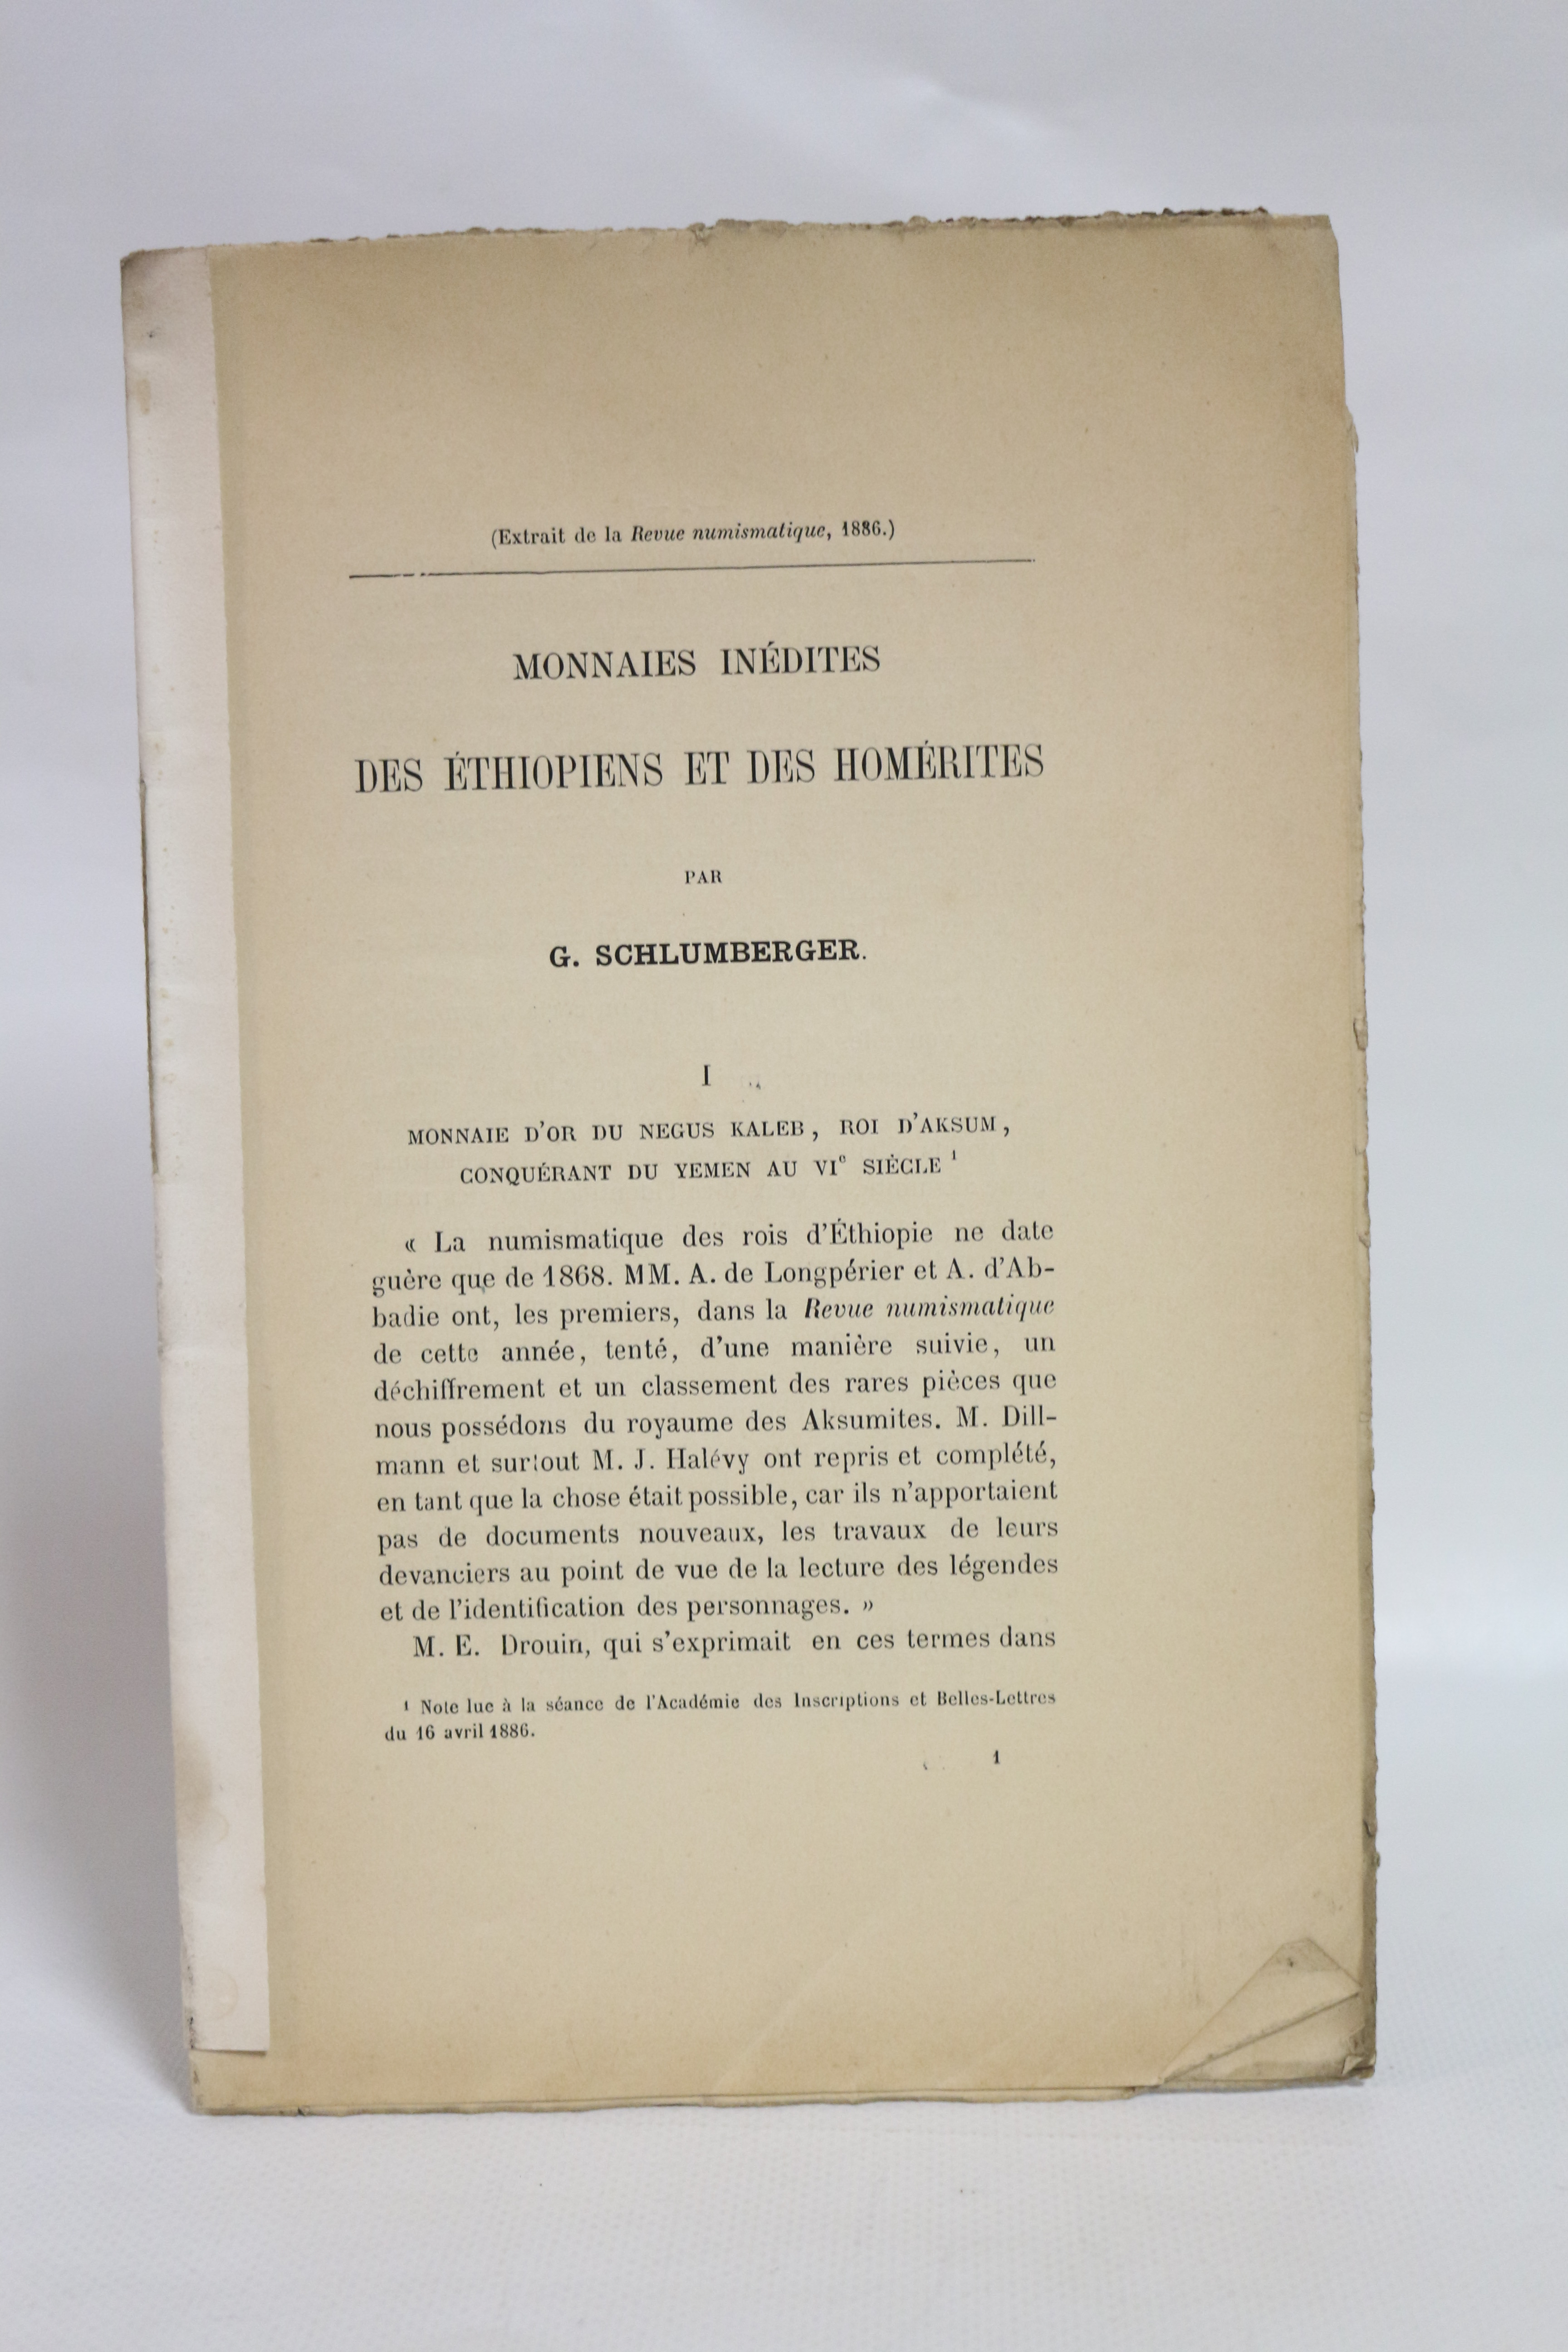 (Extrait de la Revue numismatique, 1886.)
MONNAIES INÉDITES
DES ÉTHIOPIENS ET DES HOMÉRITES
PAR
G. SCHLUMBERGER.
I
MONNAIE D'OR DU NEGUS KALEB, ROI D'AKSUM,
CONQUÉRANT DU YEMEN AU VIe SIÈCLE 1
« La numismatique des rois d'Éthiopie ne date
guère que de 1868. MM. A. de Longpérier et A. d'Ab-
badie ont, les premiers, dans la Revue numismatique
de cette année, tenté, d'une manière suivie, un
déchiffrement et un classement des rares pièces que
nous possédons du royaume des Aksumites. M. Dill-
mann et surtout M. J. Halévy ont repris et complété,
en tant que la chose était possible, car ils n'apportaient
pas de documents nouveaux, les travaux de leurs
devanciers au point de vue de la lecture des légendes
et de l'identification des personnages. »
M. E. Drouin, qui s'exprimait en ces termes dans
1 Note lue à la séance de l'Académie des Inscriptions et Belles-Lettres
du 16 avril 1886.
1